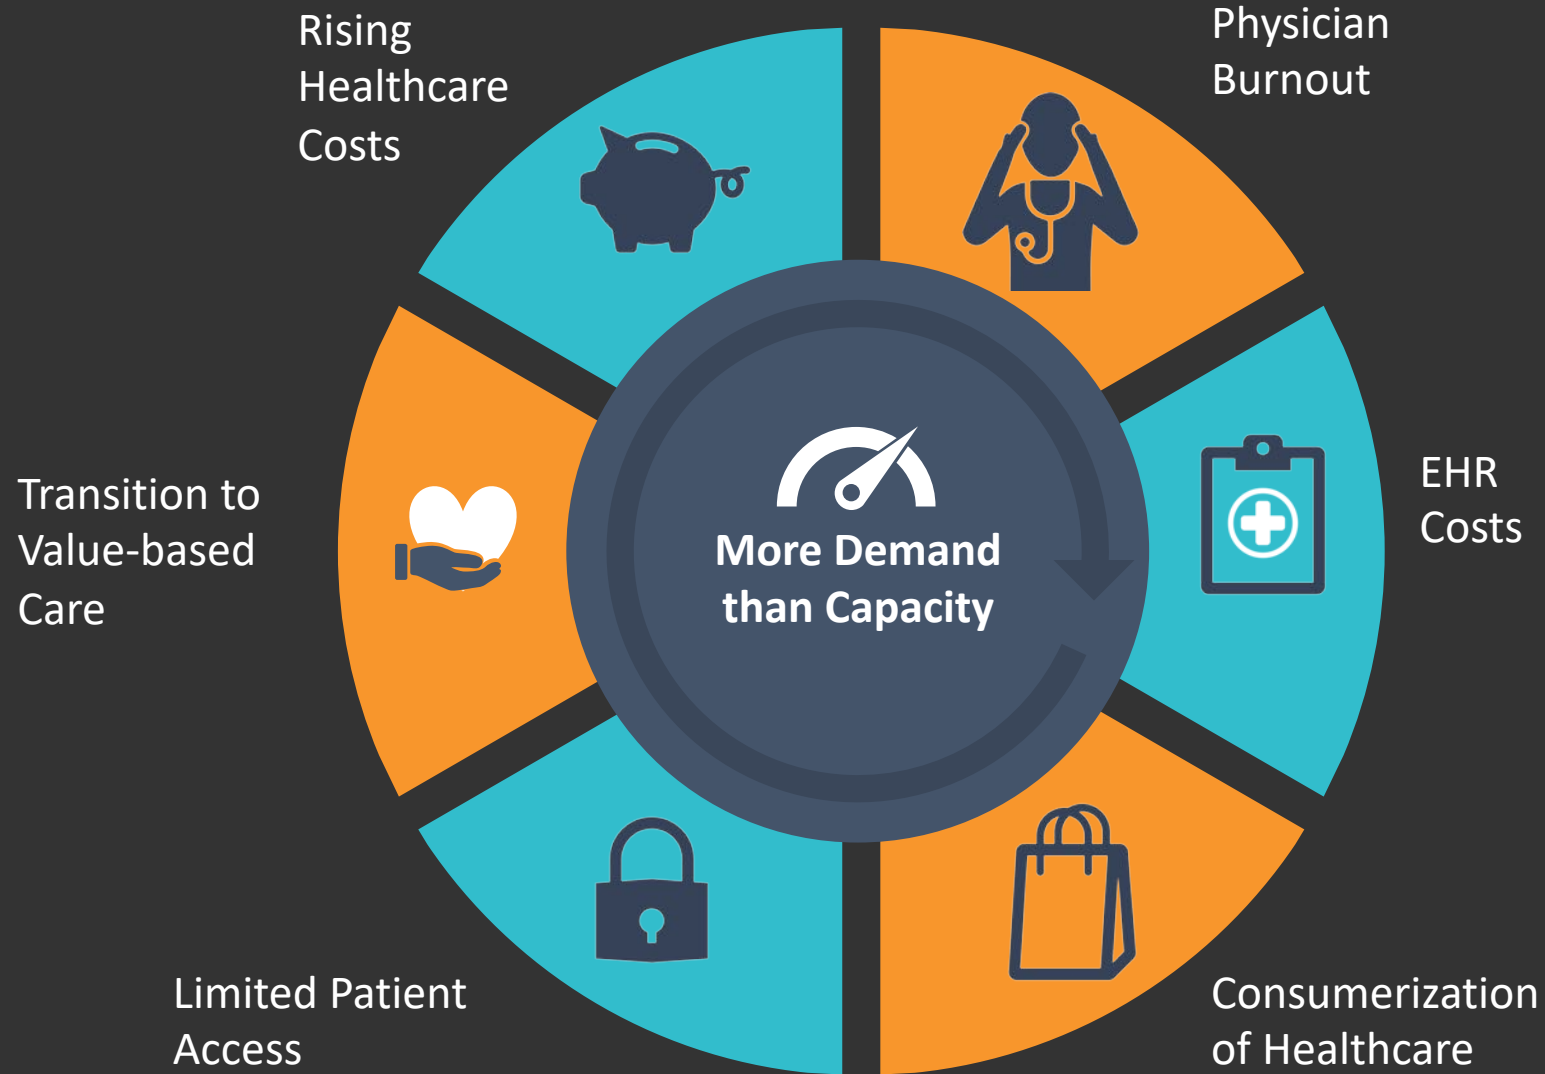 Rising
Healthcare
Costs
Physician
Burnout
Transition to
Value-based
Care
More Demand
than Capacity
EHR
Costs
Limited Patient
Access
Consumerization
of Healthcare